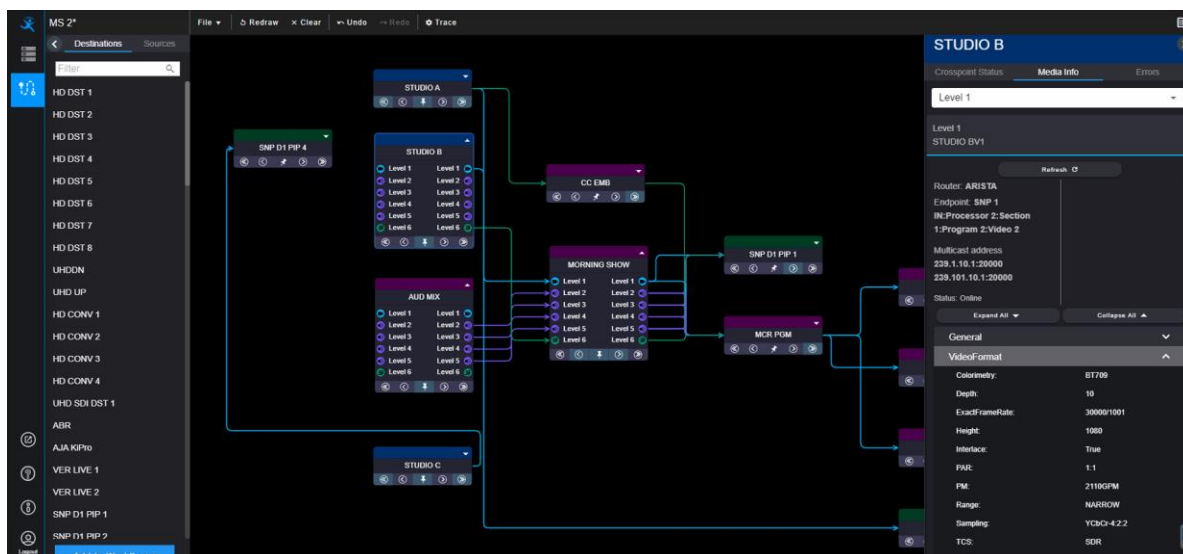 MS 2*
File ▾
Redraw
× Clear
Undo
Redo
Trace
Destinations
Sources
Filter
HD DST 1
HD DST 2
HD DST 3
HD DST 4
HD DST 5
HD DST 6
HD DST 7
HD DST 8
UHDDN
UHD UP
HD CONV 1
HD CONV 2
HD CONV 3
HD CONV 4
UHD SDI DST 1
ABR
AJA KiPro
VER LIVE 1
VER LIVE 2
SNP D1 PIP 1
SNP D1 PIP 2
Logout
SNP D1 PIP 4
STUDIO A
STUDIO B
Level 1 Level 1
Level 2 Level 2
Level 3 Level 3
Level 4 Level 4
Level 5 Level 5
Level 6 Level 6
AUD MIX
Level 1 Level 1
Level 2 Level 2
Level 3 Level 3
Level 4 Level 4
Level 5 Level 5
Level 6 Level 6
STUDIO C
CC EMB
MORNING SHOW
Level 1 Level 1
Level 2 Level 2
Level 3 Level 3
Level 4 Level 4
Level 5 Level 5
Level 6 Level 6
SNP D1 PIP 1
MCR PGM
STUDIO B
Crosspoint Status
Media Info
Errors
Level 1
Level 1
STUDIO BV1
Refresh
Router: ARISTA
Endpoint: SNP 1
IN:Processor 2:Section
1:Program 2:Video 2
Multicast address
239.1.10.1:20000
239.101.10.1:20000
Status: Online
Expand All
Collapse All
General
VideoFormat
Colorimetry: BT709
Depth: 10
ExactFrameRate: 30000/1001
Height: 1080
Interlace: True
PAR: 1:1
PM: 2110GPM
Range: NARROW
Sampling: YCbCr-4:2:2
TCS: SDR